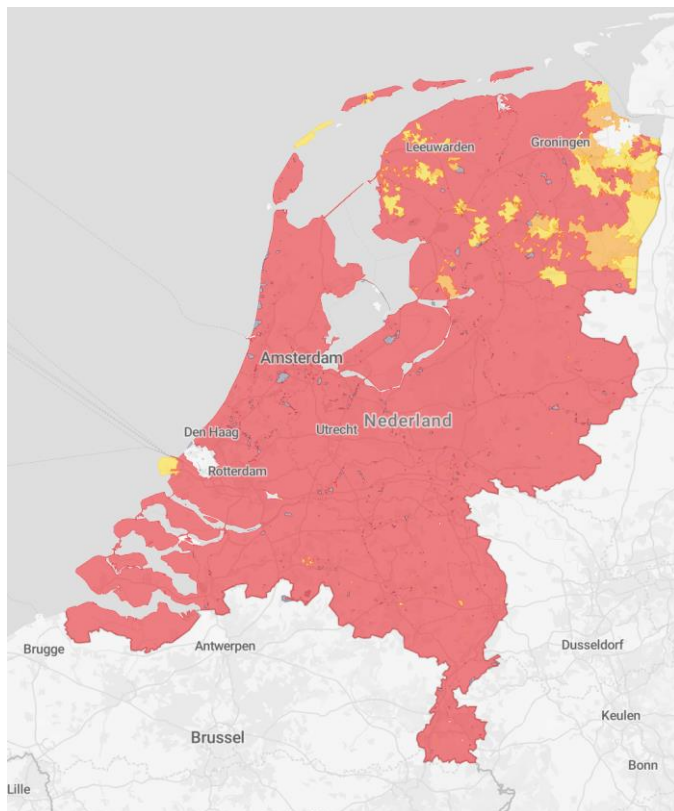 Leeuwarden
Groningen
Amsterdam
Den Haag
Utrecht
Nederland
Rotterdam
Brugge
Antwerpen
Dusseldorf
Brussel
Keulen
Lille
Bonn